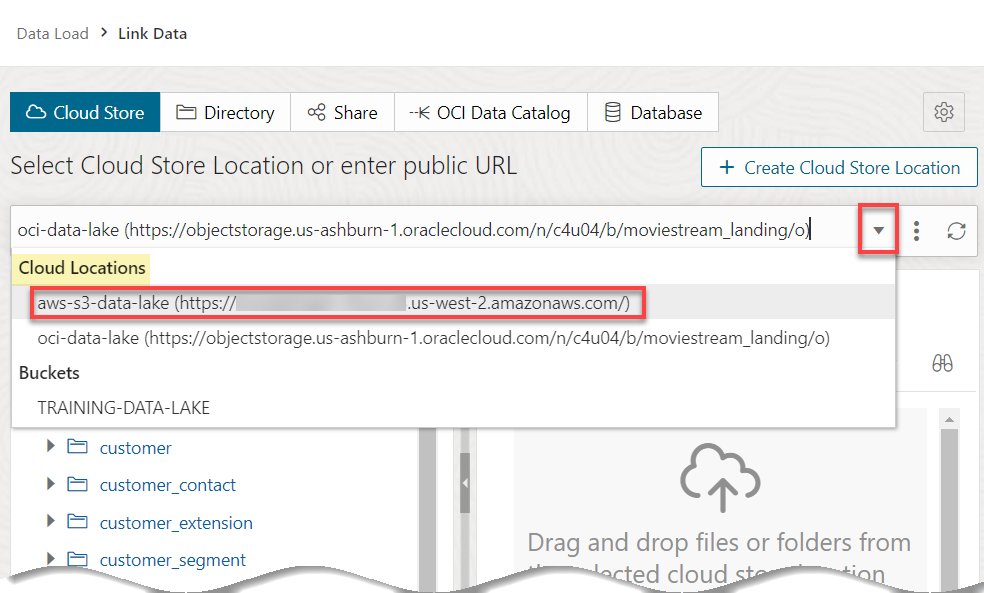 Data Load > Link Data
Cloud Store Directory Share OCI Data Catalog Database
Select Cloud Store Location or enter public URL
+ Create Cloud Store Location
oci-data-lake (https://objectstorage.us-ashburn-1.oraclecloud.com/n/c4u04/b/moviestream_landing/o)
Cloud Locations
aws-s3-data-lake (https:// .us-west-2.amazonaws.com/)
oci-data-lake (https://objectstorage.us-ashburn-1.oraclecloud.com/n/c4u04/b/moviestream_landing/o)
Buckets
TRAINING-DATA-LAKE
customer
customer_contact
customer_extension
customer_segment
Drag and drop files or folders from
selected cloud location